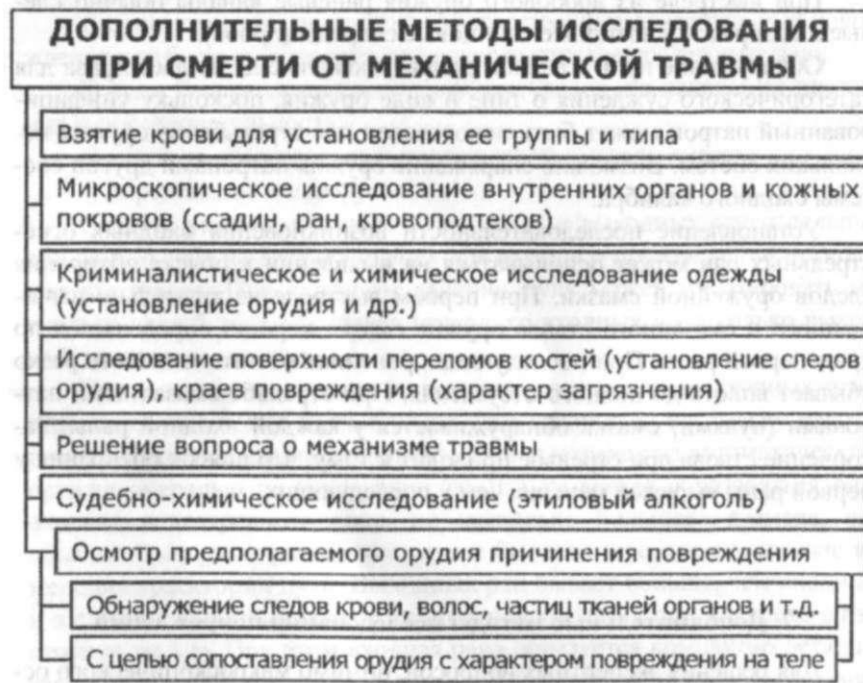 ДОПОЛНИТЕЛЬНЫЕ МЕТОДЫ ИССЛЕДОВАНИЯ
ПРИ СМЕРТИ ОТ МЕХАНИЧЕСКОЙ ТРАВМЫ
Взятие крови для установления ее группы и типа
Микроскопическое исследование внутренних органов и кожных
покровов (ссадин, ран, кровоподтеков)
Криминалистическое и химическое исследование одежды
(установление орудия и др.)
Исследование поверхности переломов костей (установление следов
орудия), краев повреждения (характер загрязнения)
Решение вопроса о механизме травмы
Судебно-химическое исследование (этиловый алкоголь)
Осмотр предполагаемого орудия причинения повреждения
Обнаружение следов крови, волос, частиц тканей органов и т.д.
С целью сопоставления орудия с характером повреждения на теле